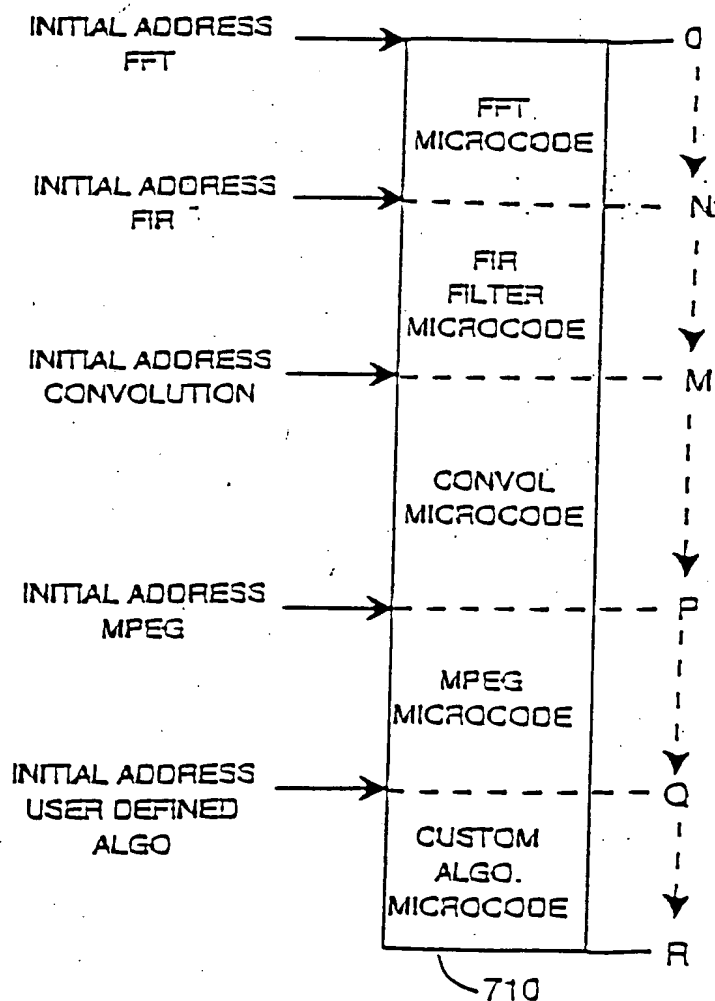 INITIAL ADDRESS
FFT
0
FFT
MICROCODE
INITIAL ADDRESS
FIR
N
FIR
FILTER
MICROCODE
INITIAL ADDRESS
CONVOLUTION
M
CONVOL
MICROCODE
INITIAL ADDRESS
MPEG
P
MPEG
MICROCODE
INITIAL ADDRESS
USER DEFINED
ALGO
Q
CUSTOM
ALGO.
MICROCODE
R
710